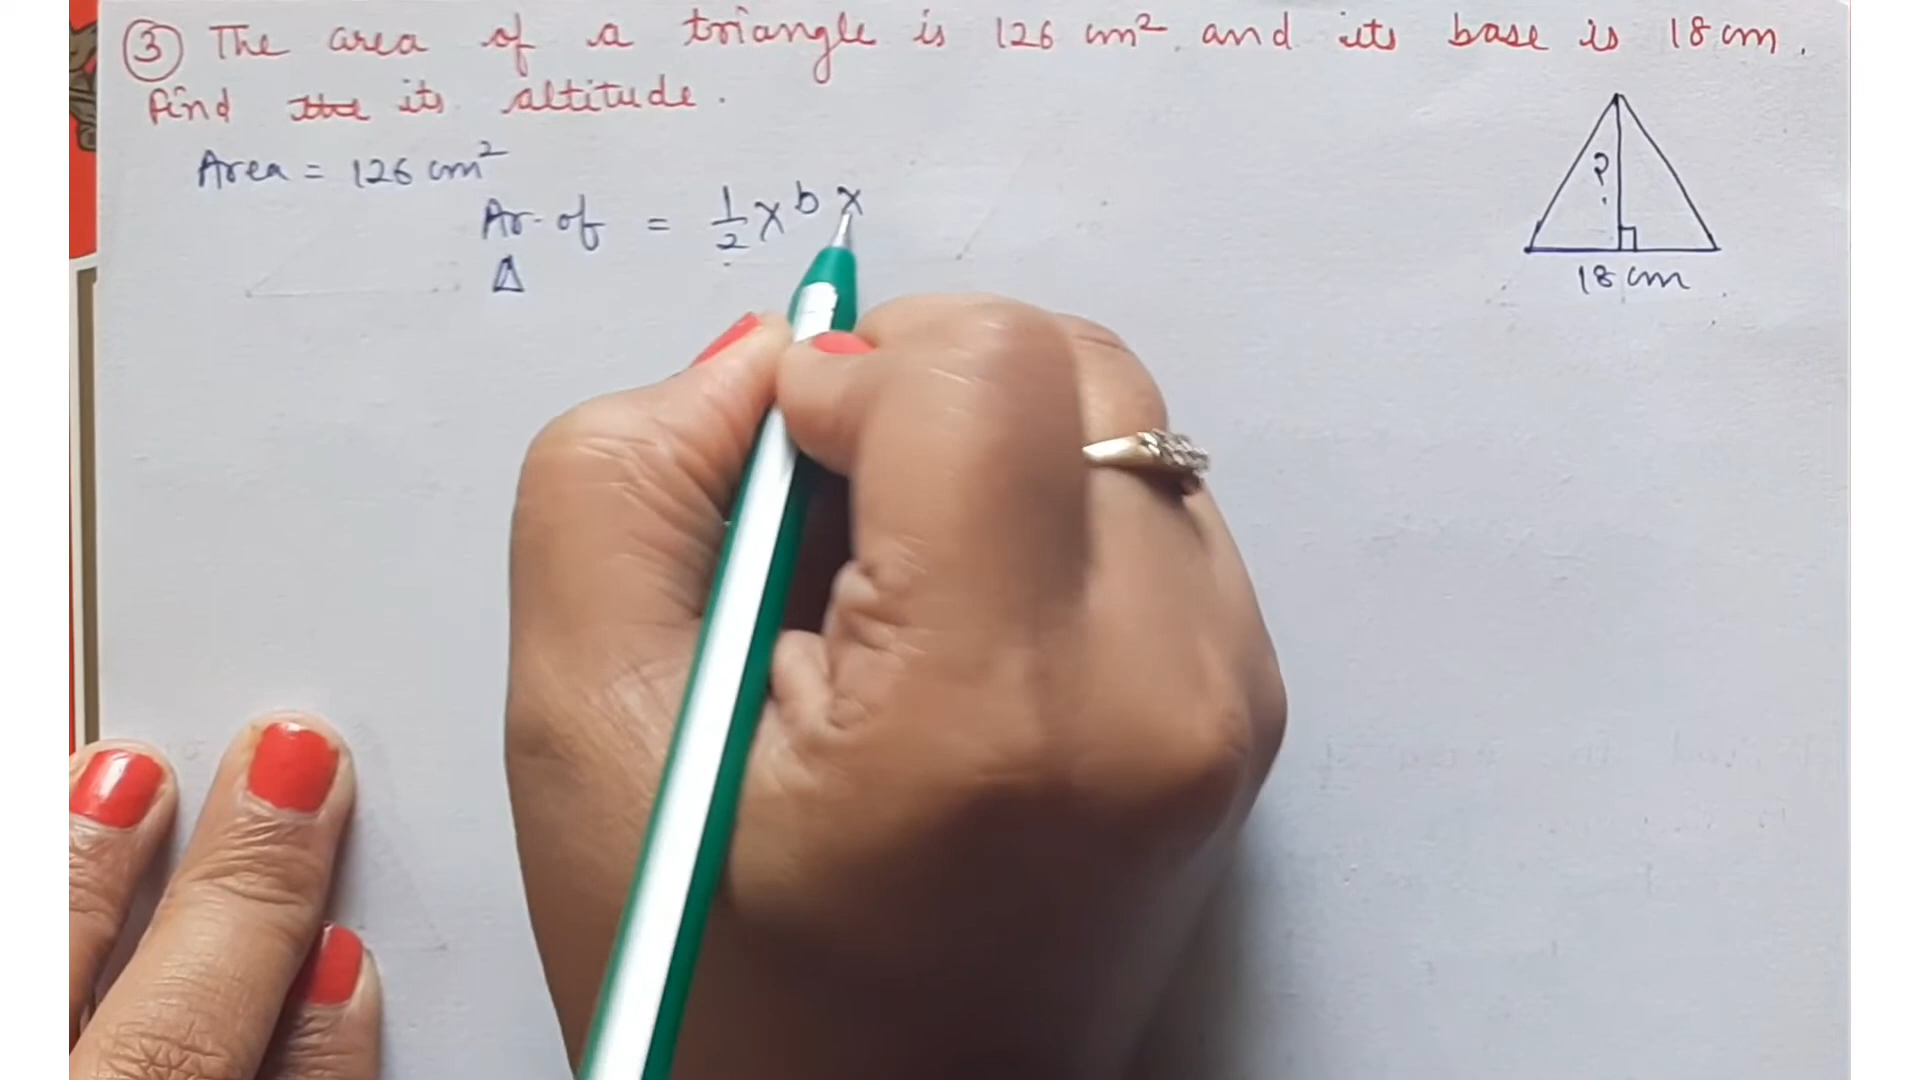 ③ The area of a triangle is 126 cm². and its base is 18 cm.
Find the its altitude.
Area = 126 cm²
Ar. of = 1/2 x b x
Δ
?
18 cm